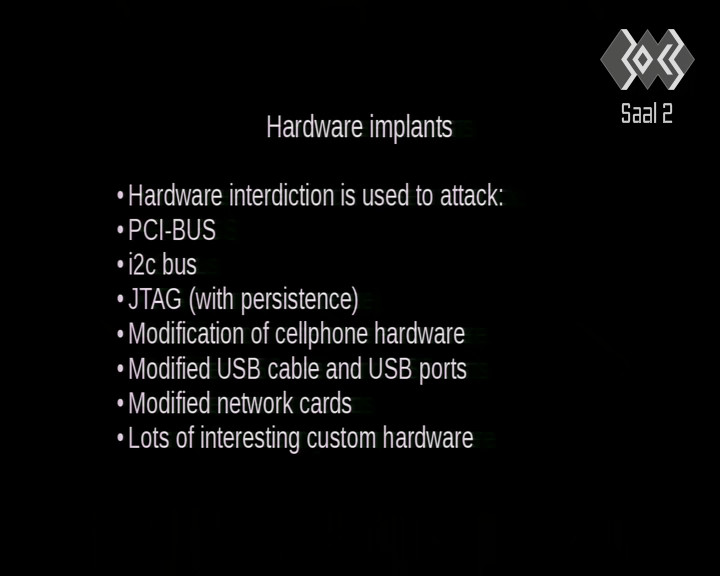 Saal 2
Hardware implants
• Hardware interdiction is used to attack:
• PCI-BUS
• i2c bus
• JTAG (with persistence)
• Modification of cellphone hardware
• Modified USB cable and USB ports
• Modified network cards
• Lots of interesting custom hardware